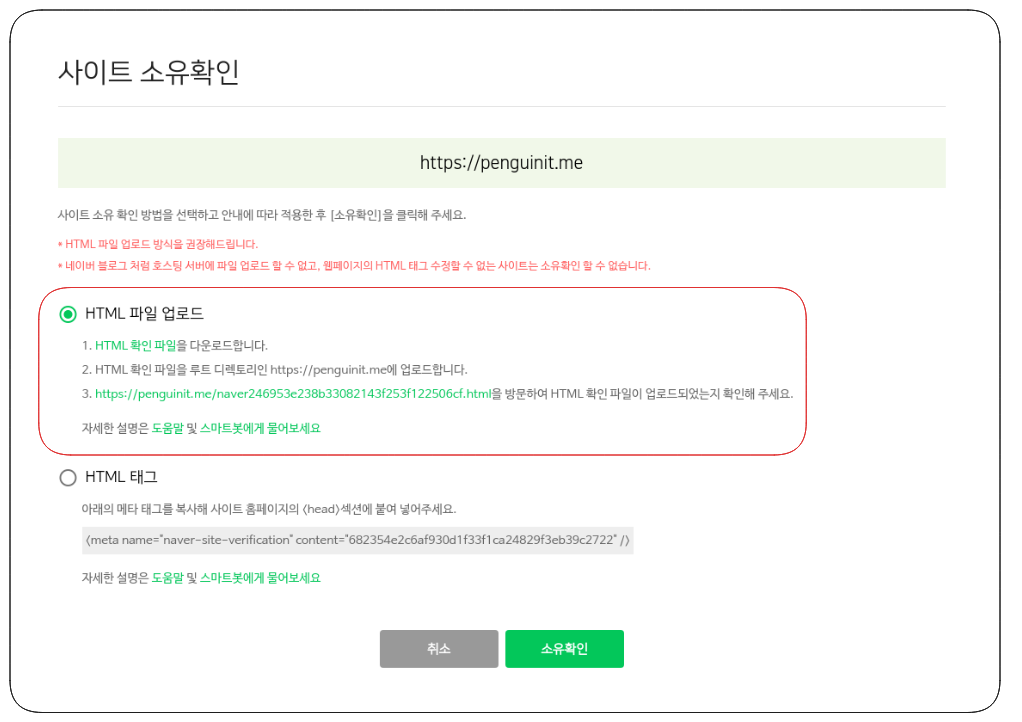 사이트 소유확인
https://penguinit.me
사이트 소유 확인 방법을 선택하고 안내에 따라 적용한 후 [소유확인]을 클릭해 주세요.
* HTML 파일 업로드 방식을 권장해드립니다.
* 네이버 블로그 처럼 호스팅 서버에 파일 업로드 할 수 없고, 웹페이지의 HTML 태그 수정할 수 없는 사이트는 소유확인 할 수 없습니다.
HTML 파일 업로드
1. HTML 확인 파일을 다운로드합니다.
2. HTML 확인 파일을 루트 디렉토리인 https://penguinit.me에 업로드합니다.
3. https://penguinit.me/naver246953e238b33082143f253f122506cf.html을 방문하여 HTML 확인 파일이 업로드되었는지 확인해 주세요.
자세한 설명은 도움말 및 스마트봇에게 물어보세요
HTML 태그
아래의 메타 태그를 복사해 사이트 홈페이지의 <head>섹션에 붙여 넣어주세요.
<meta name="naver-site-verification" content="682354e2c6af930d1f33f1ca24829f3eb39c2722" />
자세한 설명은 도움말 및 스마트봇에게 물어보세요
취소 소유확인